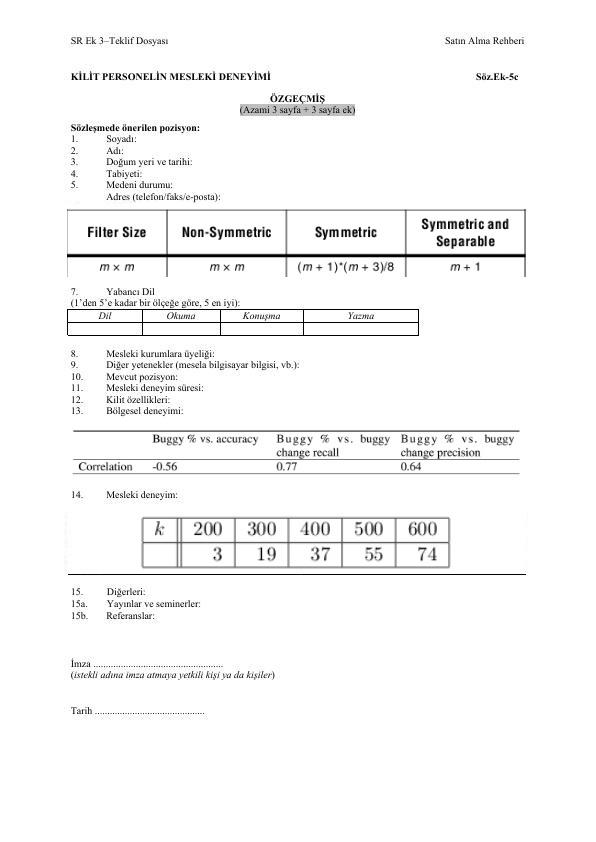 SR Ek 3–Teklif Dosyası Satın Alma Rehberi
KİLİT PERSONELİN MESLEKİ DENEYİMİ Söz.Ek-5c
ÖZGEÇMİŞ
(Azami 3 sayfa + 3 sayfa ek)
Sözleşmede önerilen pozisyon:
1. Soyadı:
2. Adı:
3. Doğum yeri ve tarihi:
4. Tabiyeti:
5. Medeni durumu:
Adres (telefon/faks/e-posta):
Filter Size Non-Symmetric Symmetric Symmetric and Separable
m × m m × m (m + 1)*(m + 3)/8 m + 1
7. Yabancı Dil
(1’den 5’e kadar bir ölçeğe göre, 5 en iyi):
Dil Okuma Konuşma Yazma
8. Mesleki kurumlara üyeliği:
9. Diğer yetenekler (mesela bilgisayar bilgisi, vb.):
10. Mevcut pozisyon:
11. Mesleki deneyim süresi:
12. Kilit özellikleri:
13. Bölgesel deneyimi:
Buggy % vs. accuracy Buggy % vs. buggy change recall Buggy % vs. buggy change precision
Correlation -0.56 0.77 0.64
14. Mesleki deneyim:
k 200 300 400 500 600
3 19 37 55 74
15. Diğerleri:
15a. Yayınlar ve seminerler:
15b. Referanslar:
İmza ....................................................
(istekli adına imza atmaya yetkili kişi ya da kişiler)
Tarih ............................................